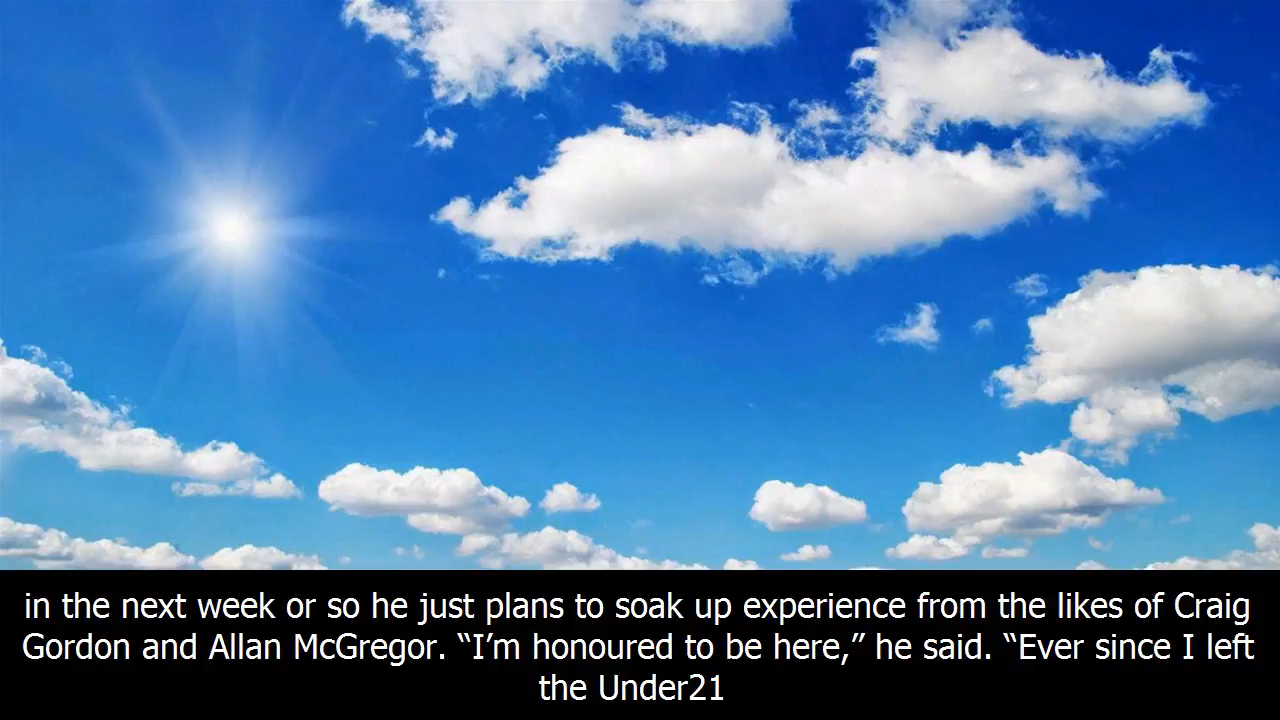 in the next week or so he just plans to soak up experience from the likes of Craig
Gordon and Allan McGregor. “I’m honoured to be here,” he said. “Ever since I left
the Under21